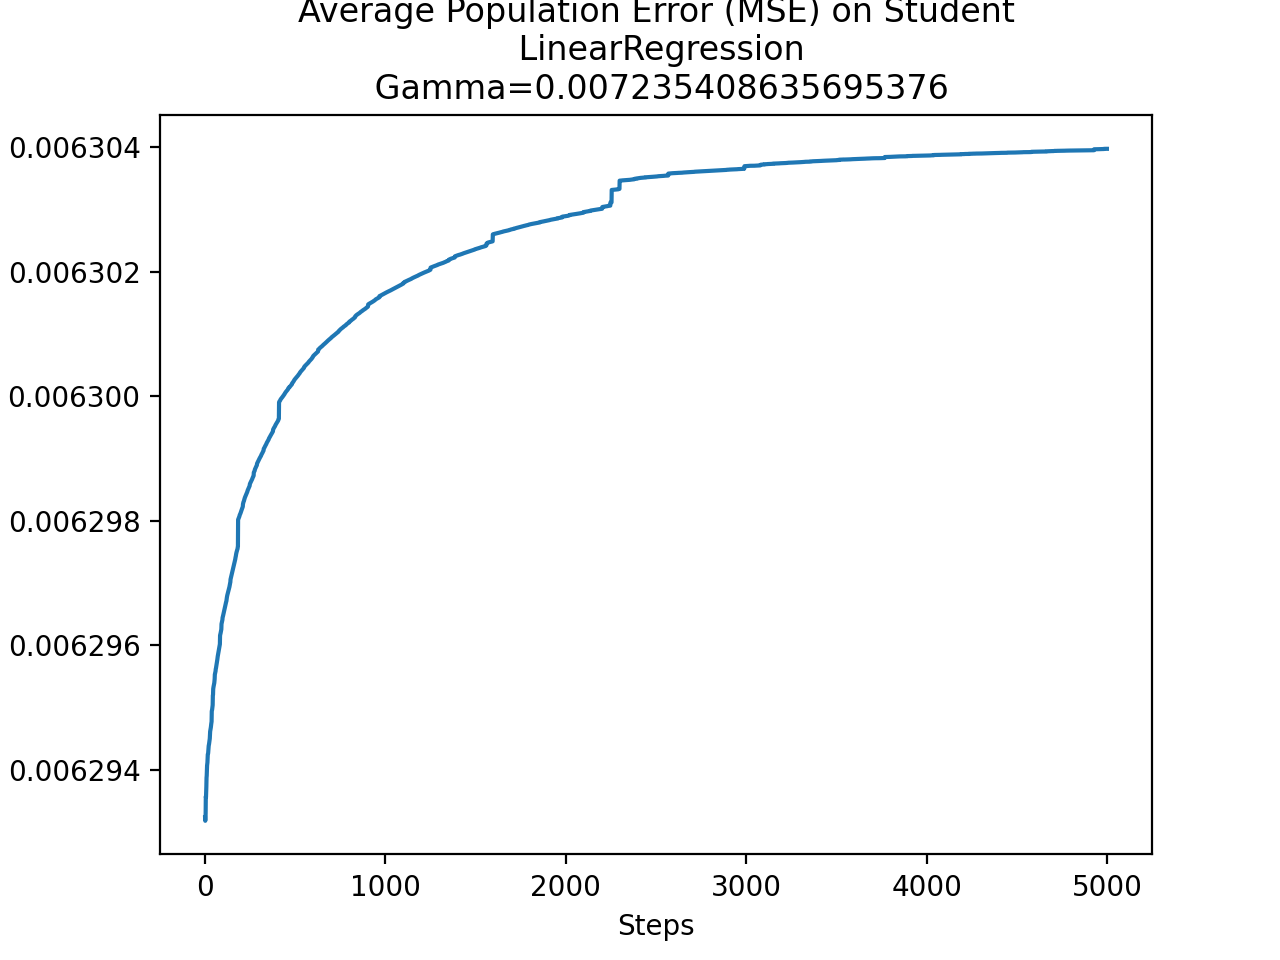 Average Population Error (MSE) on Student
LinearRegression
Gamma=0.007235408635695376
0.006304
0.006302
0.006300
0.006298
0.006296
0.006294
0 1000 2000 3000 4000 5000
Steps